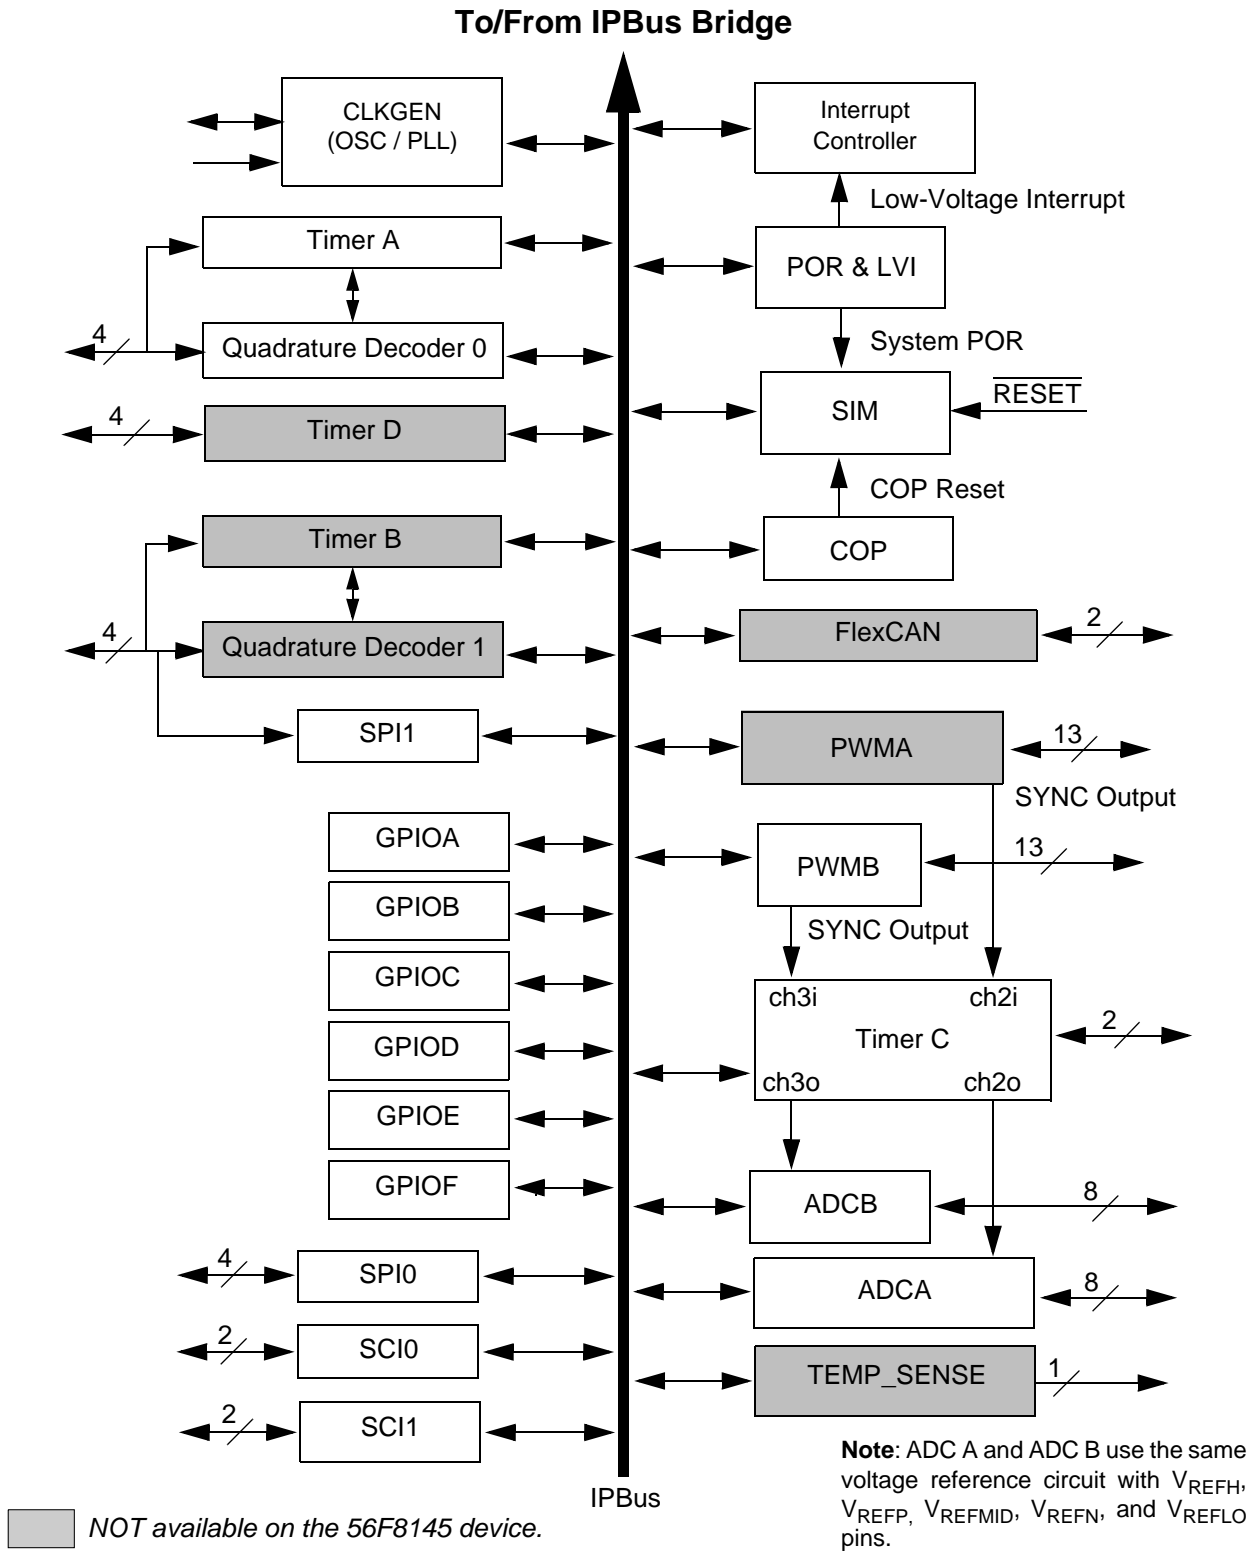 To/From IPBus Bridge
CLKGEN
(OSC / PLL)
Interrupt
Controller
Low-Voltage Interrupt
Timer A
POR & LVI
4
Quadrature Decoder 0
System POR
RESET
SIM
4
Timer D
COP Reset
Timer B
COP
4
Quadrature Decoder 1
FlexCAN
2
SPI1
PWMA
13
SYNC Output
GPIOA
PWMB
13
GPIOB
SYNC Output
GPIOC
ch3i
ch2i
Timer C
2
GPIOD
ch3o
ch2o
GPIOE
GPIOF
ADCB
8
4
SPI0
ADCA
8
2
SCI0
TEMP_SENSE
1
2
SCI1
Note: ADC A and ADC B use the same
voltage reference circuit with VREFH,
VREFP, VREFMID, VREFN, and VREFLO
pins.
IPBus
NOT available on the 56F8145 device.